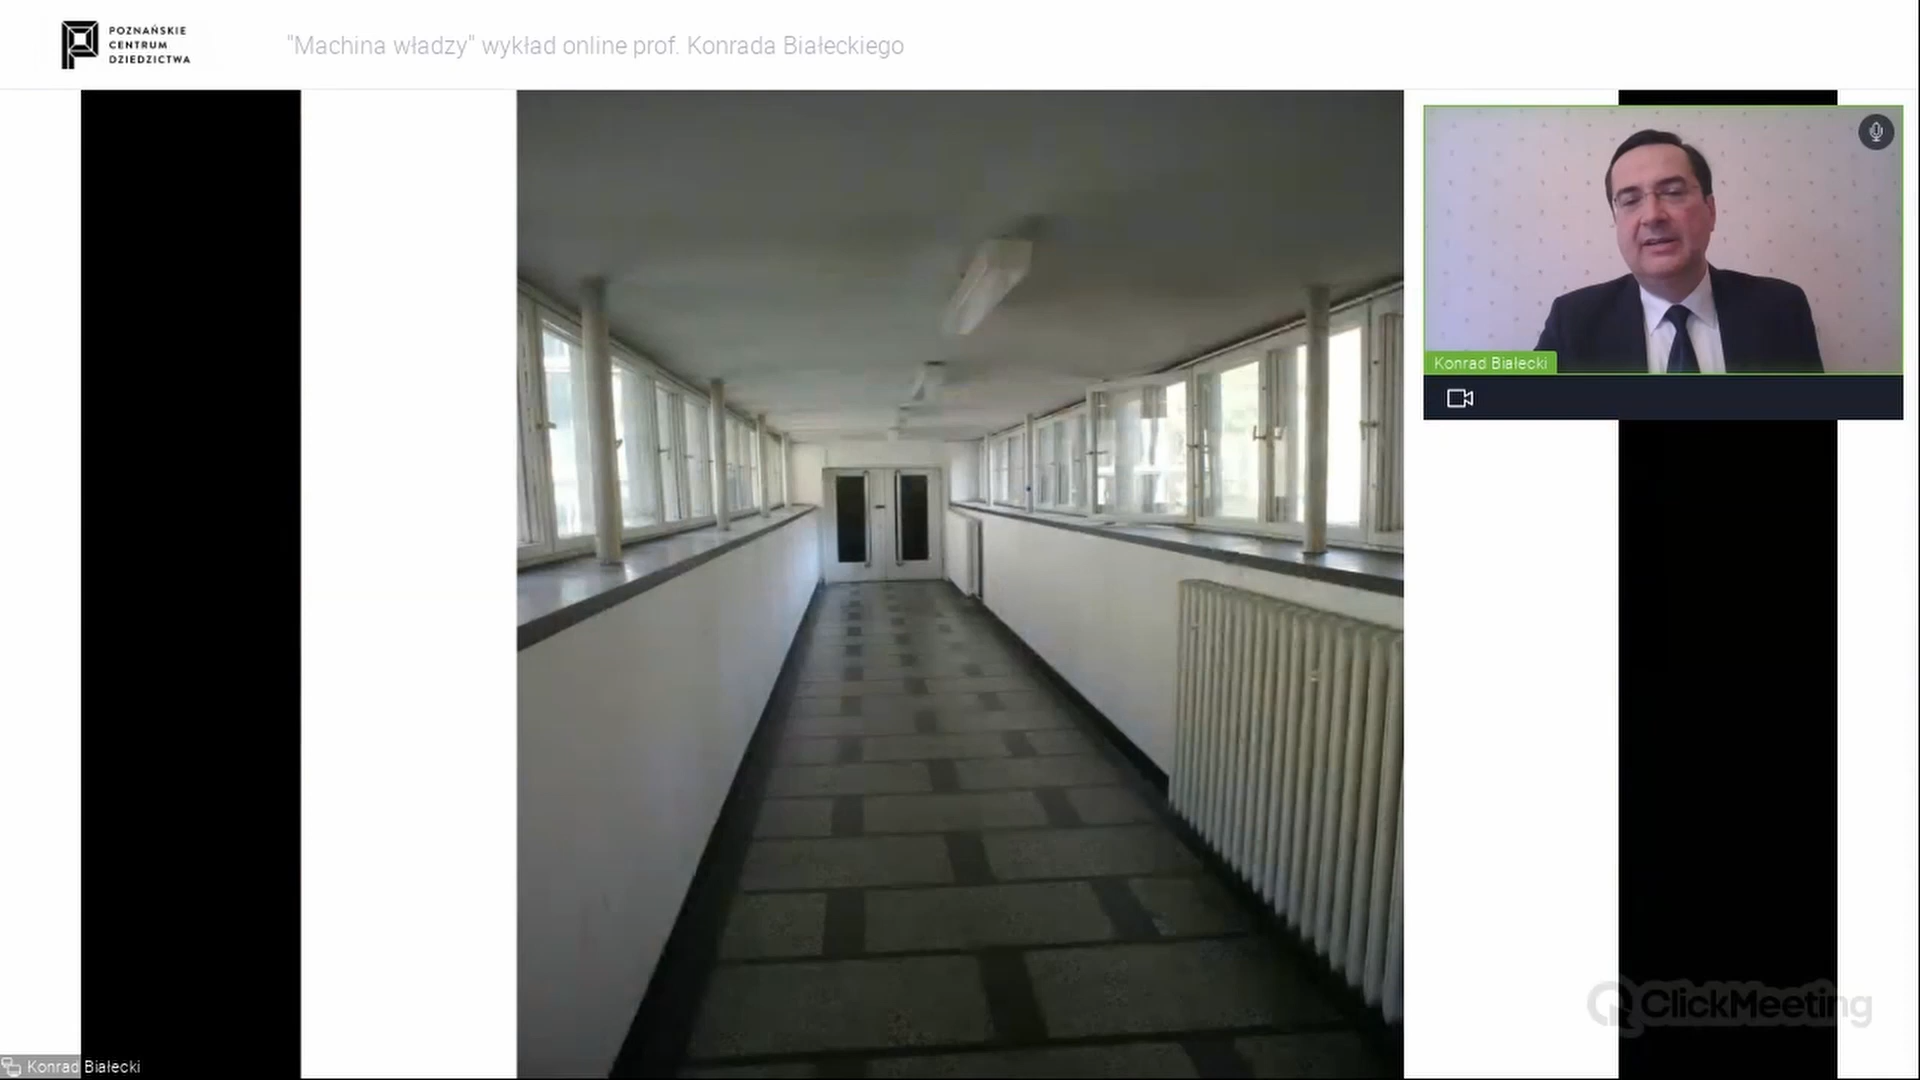 POZNAŃSKIE
CENTRUM
DZIEDZICTWA
"Machina władzy" wykład online prof. Konrada Białeckiego
Konrad Białecki
ClickMeeting
Konrad Białecki